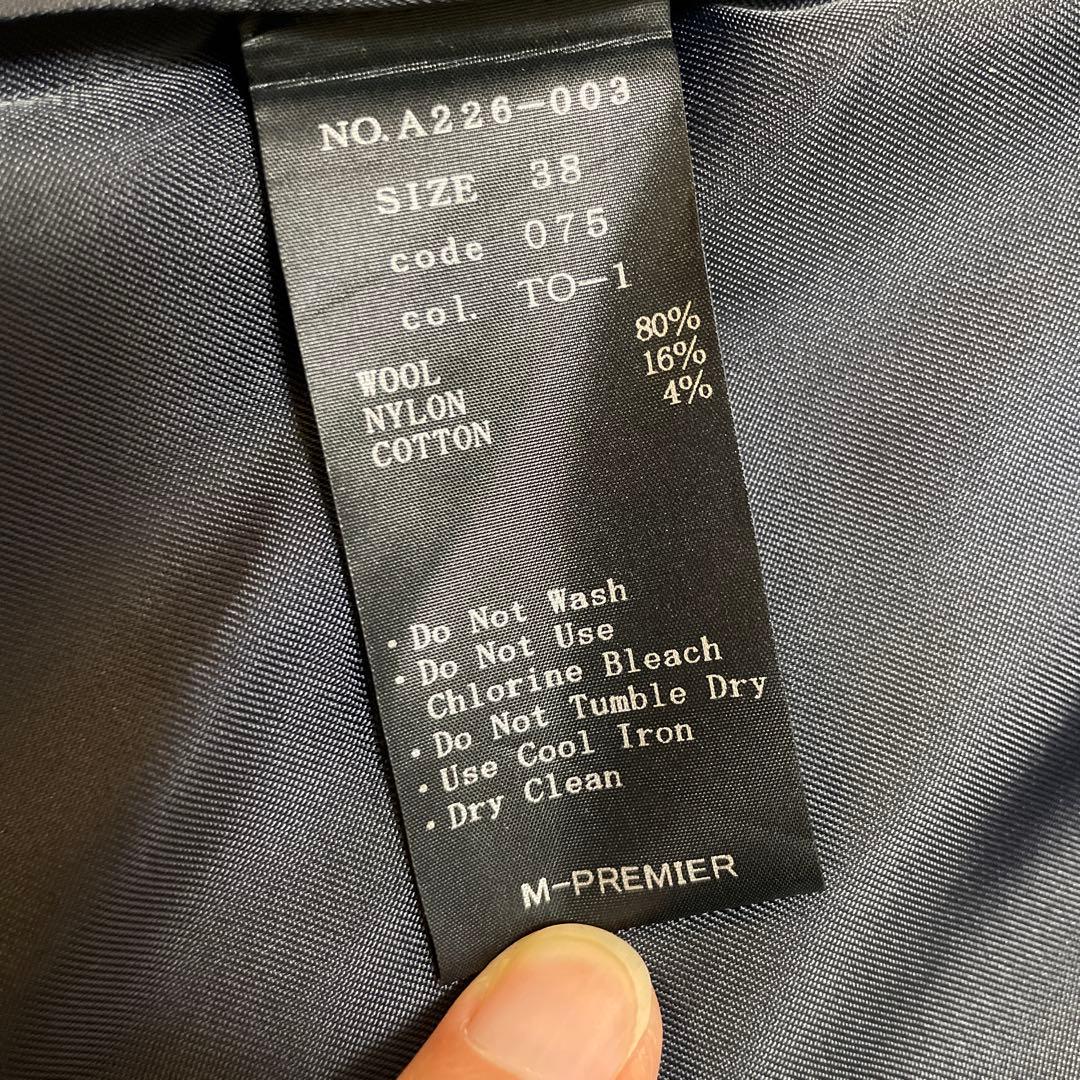 NO.A226-003
SIZE 38
code 075
col. TO-1
WOOL 80%
NYLON 16%
COTTON 4%
・Do Not Wash
・Do Not Use
Chlorine Bleach
・Do Not Tumble Dry
・Use Cool Iron
・Dry Clean
M-PREMIER